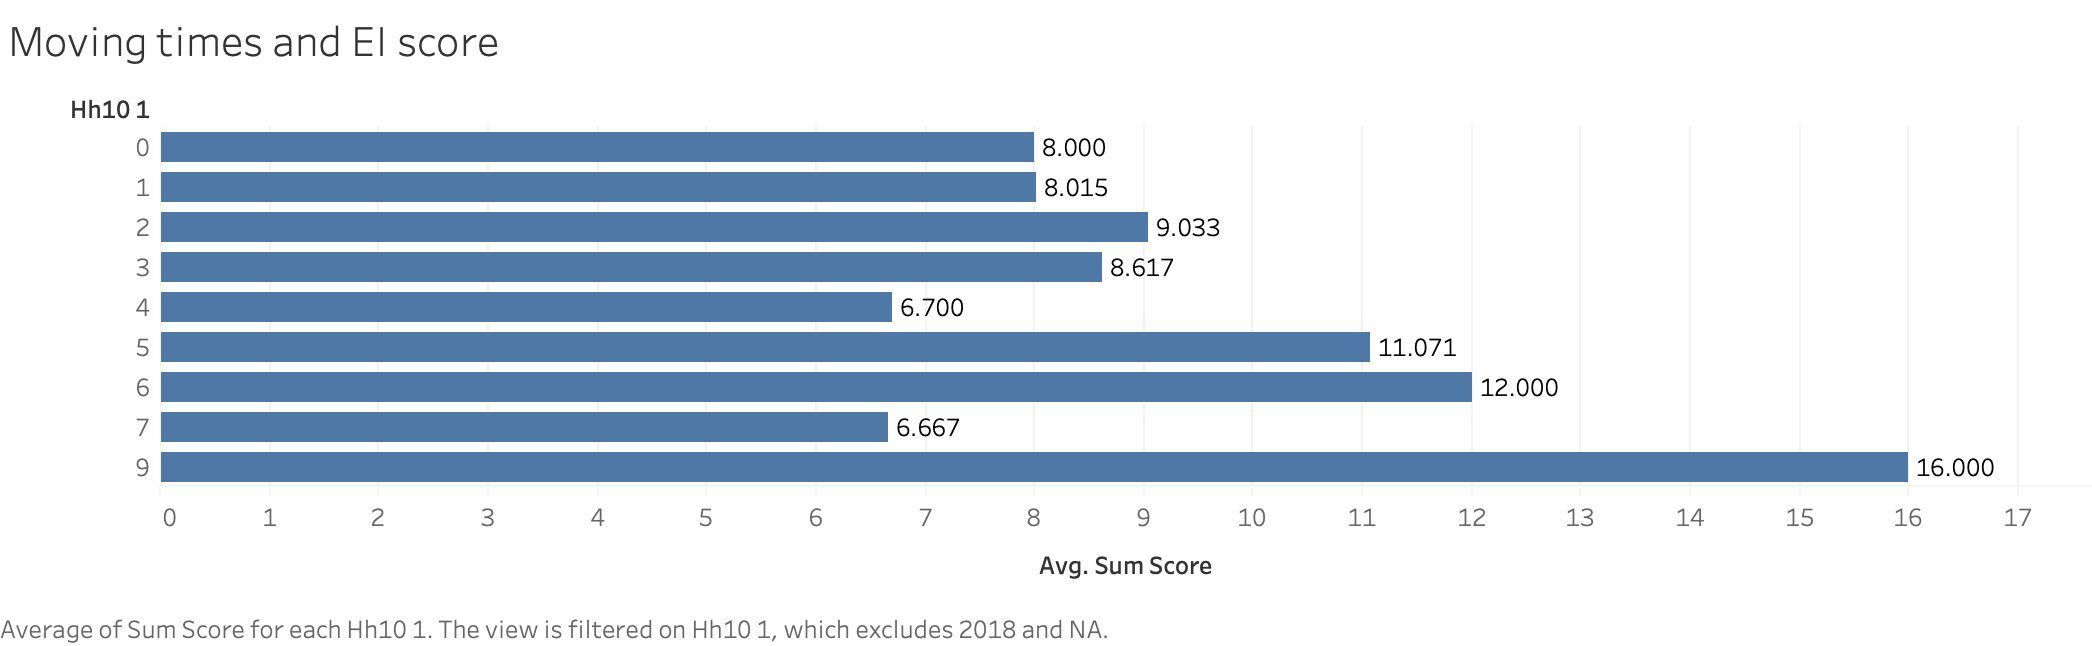 Moving times and EI score
Hh10 1
0 8.000
1 8.015
2 9.033
3 8.617
4 6.700
5 11.071
6 12.000
7 6.667
9 16.000
0 1 2 3 4 5 6 7 8 9 10 11 12 13 14 15 16 17
Avg. Sum Score
Average of Sum Score for each Hh10 1. The view is filtered on Hh10 1, which excludes 2018 and NA.